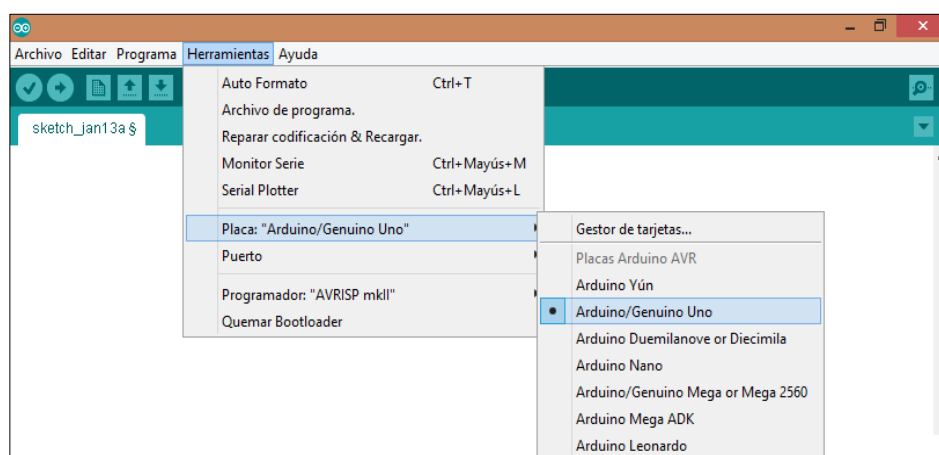 Archivo Editar Programa Herramientas Ayuda
sketch_jan13a §
Auto Formato Ctrl+T
Archivo de programa.
Reparar codificación & Recargar.
Monitor Serie Ctrl+Mayús+M
Serial Plotter Ctrl+Mayús+L
Placa: "Arduino/Genuino Uno"
Puerto
Programador: "AVRISP mkII"
Quemar Bootloader
Gestor de tarjetas...
Placas Arduino AVR
Arduino Yún
Arduino/Genuino Uno
Arduino Duemilanove or Diecimila
Arduino Nano
Arduino/Genuino Mega or Mega 2560
Arduino Mega ADK
Arduino Leonardo